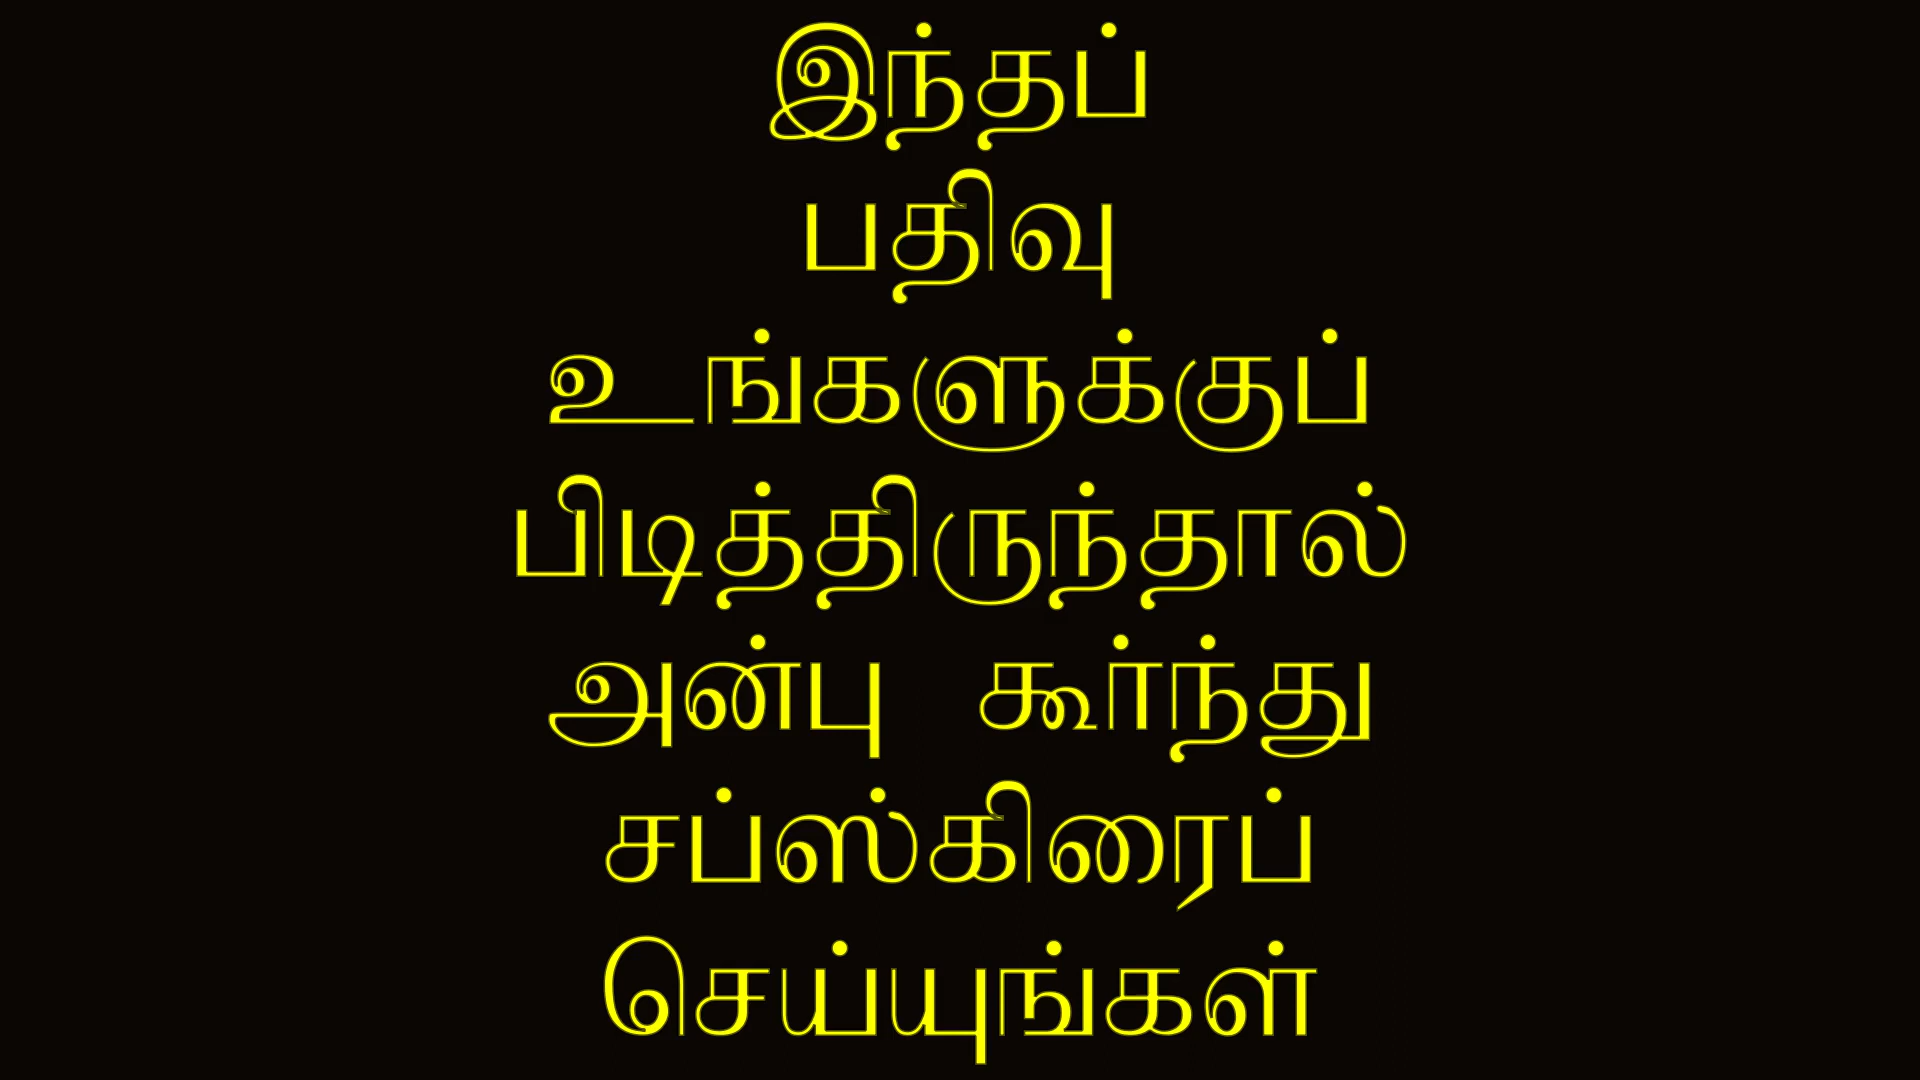 இந்தப்
பதிவு
உங்களுக்குப்
பிடித்திருந்தால்
அன்பு கூர்ந்து
சப்ஸ்கிரைப்
செய்யுங்கள்